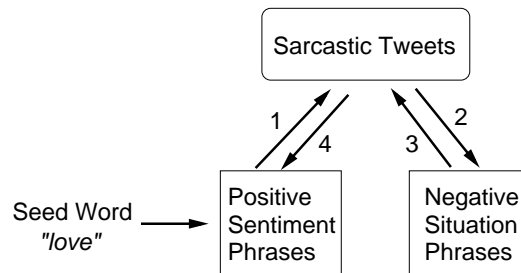 Sarcastic Tweets
1
2
4
3
Seed Word
"love"
Positive
Sentiment
Phrases
Negative
Situation
Phrases